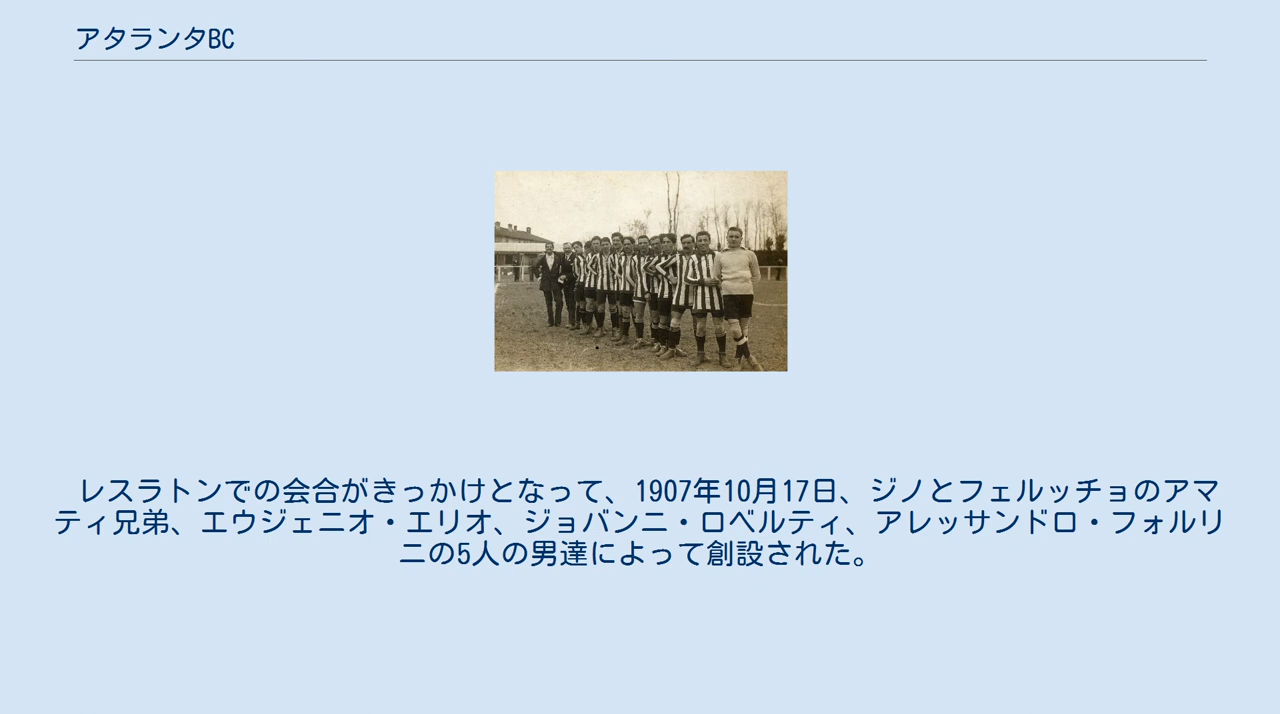 アタランタBC
レスラトンでの会合がきっかけとなって、1907年10月17日、ジノとフェルッチョのアマ
ティ兄弟、エウジェニオ・エリオ、ジョバンニ・ロベルティ、アレッサンドロ・フォルリ
ニの5人の男達によって創設された。